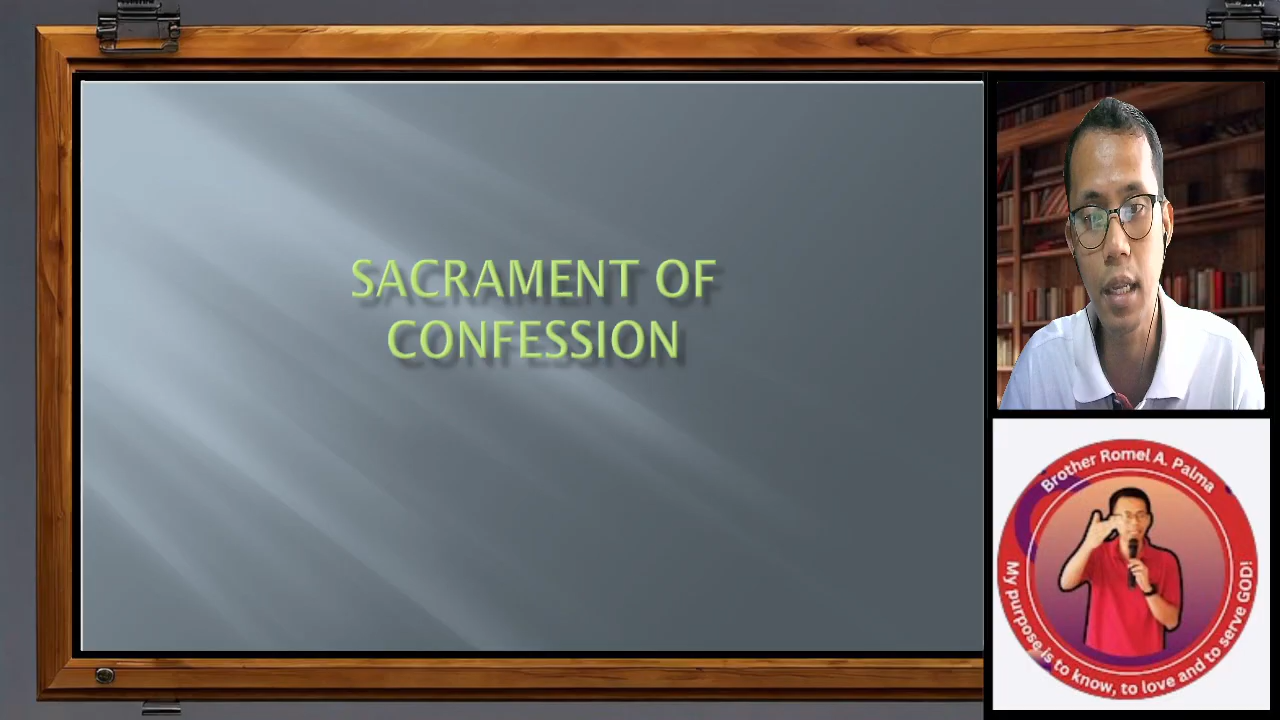 SACRAMENT OF
CONFESSION
Brother Romel A. Palma
My purpose is to know, to love and to serve GOD!